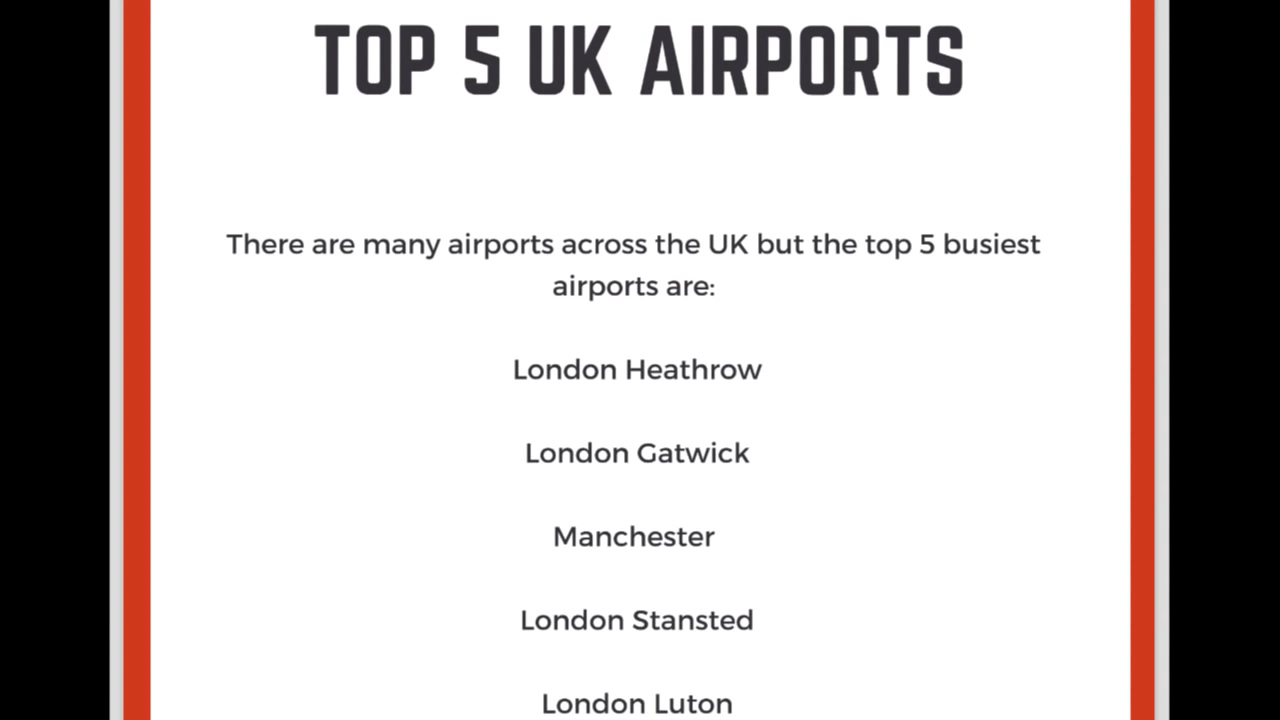 TOP 5 UK AIRPORTS
There are many airports across the UK but the top 5 busiest
airports are:
London Heathrow
London Gatwick
Manchester
London Stansted
London Luton